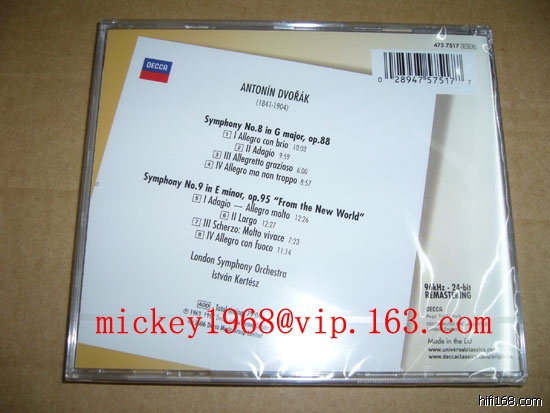 475 7517
0 28947 57517 7
DECCA
ANTONÍN DVOŘÁK
(1841-1904)
Symphony No.8 in G major, op.88
1 I Allegro con brio 10:03
2 II Adagio 9:59
3 III Allegretto grazioso 6.00
4 IV Allegro ma non troppo 8:57
Symphony No.9 in E minor, op.95 "From the New World"
5 I Adagio — Allegro molto 12:26
6 II Largo 12:27
7 III Scherzo: Molto vivace 7:23
8 IV Allegro con fuoco 11:14
London Symphony Orchestra
István Kertész
ADD
mickey1968@vip.163.com
96kHz · 24-bit
REMASTERING
DECCA
Made in the EU
www.universalclassics.com
hifi168.com